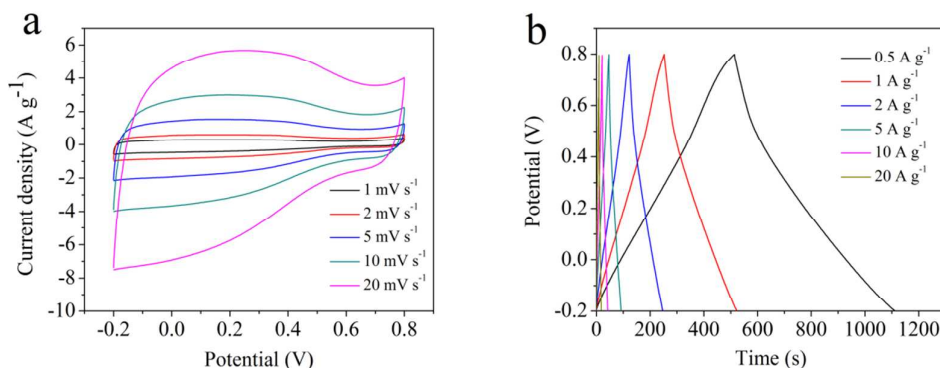 a
6
4
2
0
-2
-4
-6
-8
-10
Current density (A g⁻¹)
-0.2 0.0 0.2 0.4 0.6 0.8
Potential (V)
1 mV s⁻¹
2 mV s⁻¹
5 mV s⁻¹
10 mV s⁻¹
20 mV s⁻¹
b
0.8
0.6
0.4
0.2
0.0
-0.2
Potential (V)
0 200 400 600 800 1000 1200
Time (s)
0.5 A g⁻¹
1 A g⁻¹
2 A g⁻¹
5 A g⁻¹
10 A g⁻¹
20 A g⁻¹